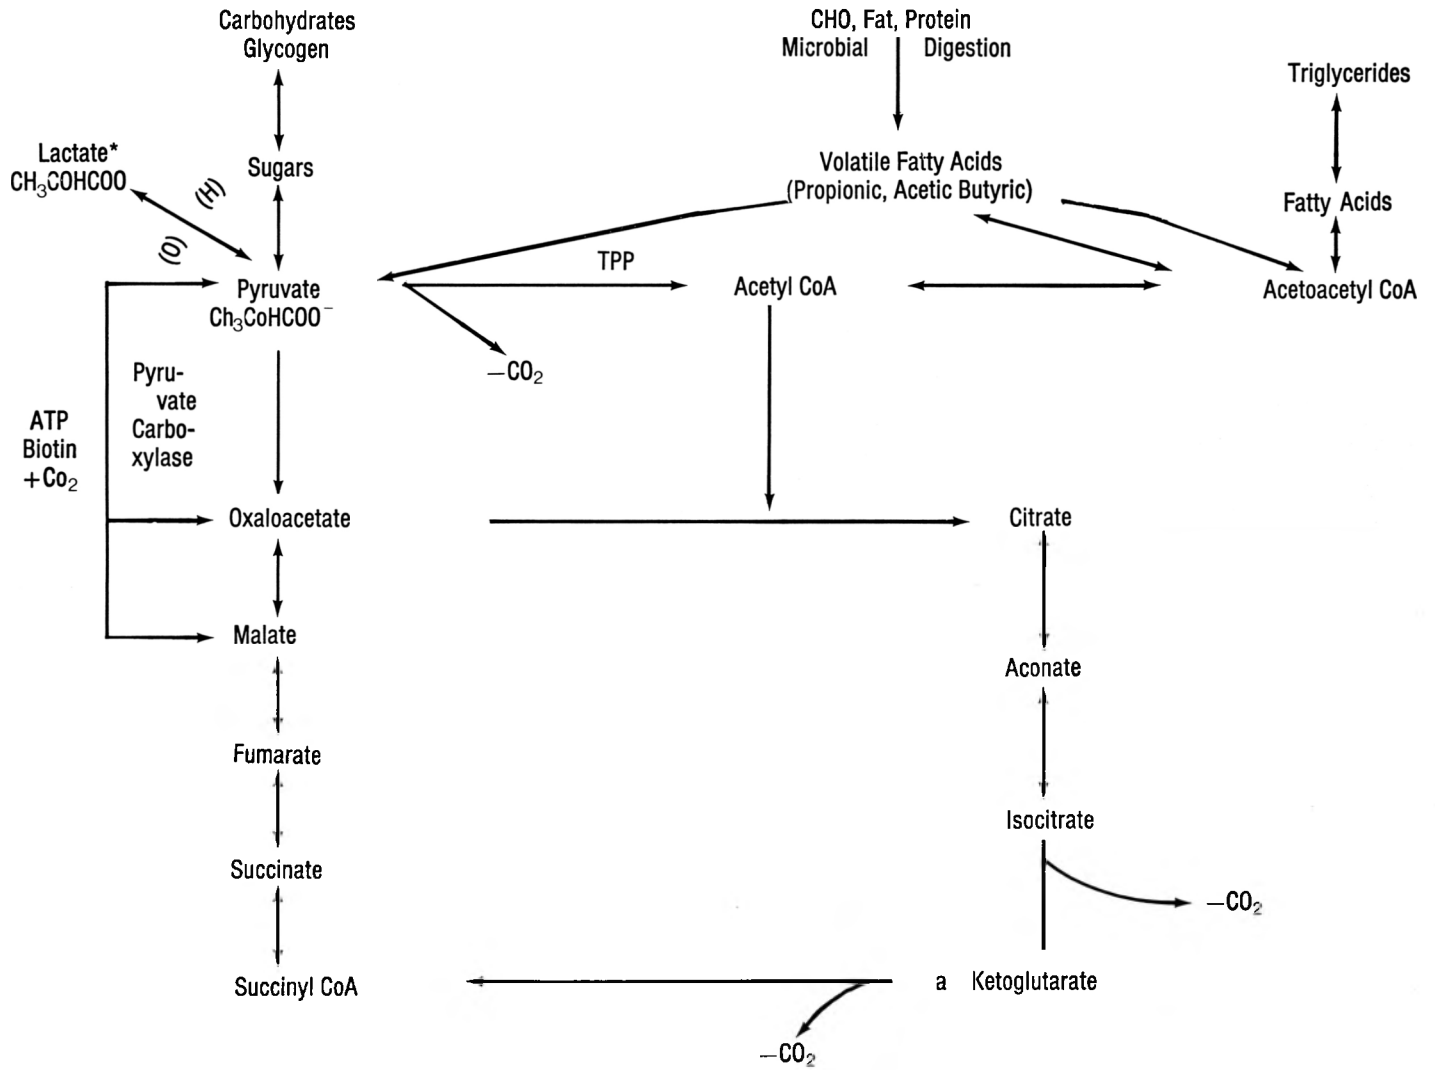 Carbohydrates
Glycogen
CHO, Fat, Protein
Microbial Digestion
Triglycerides
Lactate*
CH₃COHCOO
(H)
(O)
Sugars
Volatile Fatty Acids
(Propionic, Acetic Butyric)
Fatty Acids
Pyruvate
Ch₃CoHCOO⁻
TPP
Acetyl CoA
Acetoacetyl CoA
–CO₂
Pyru-
vate
Carbo-
xylase
ATP
Biotin
+Co₂
Oxaloacetate
Citrate
Malate
Aconate
Fumarate
Isocitrate
Succinate
–CO₂
Succinyl CoA
a Ketoglutarate
–CO₂